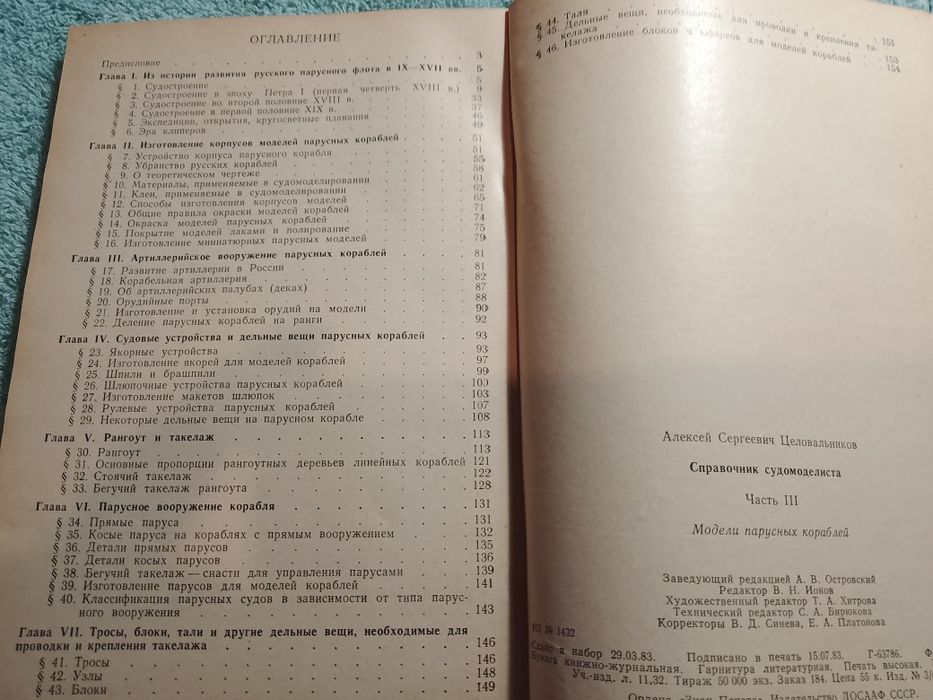 ОГЛАВЛЕНИЕ
Предисловие . . . . . . . . . . 3
Глава I. Из истории развития русского парусного флота в IX—XVII вв. 5
§ 1. Судостроение . . . . . . . . . . 5
§ 2. Судостроение в эпоху Петра I (первая четверть XVIII в.) 9
§ 3. Судостроение во второй половине XVIII в. . . . . 33
§ 4. Судостроение в первой половине XIX в. . . . . 37
§ 5. Экспедиции, открытия, кругосветные плавания . . . . 46
§ 6. Эра клиперов . . . . . . . . . . 49
Глава II. Изготовление корпусов моделей парусных кораблей . . . 51
§ 7. Устройство корпуса парусного корабля . . . . . 51
§ 8. Убранство русских кораблей . . . . . . 55
§ 9. О теоретическом чертеже . . . . . . 58
§ 10. Материалы, применяемые в судомоделировании . . . 61
§ 11. Клеи, применяемые в судомоделировании . . . . 62
§ 12. Способы изготовления корпусов моделей . . . . 65
§ 13. Общие правила окраски моделей кораблей . . . . 71
§ 14. Окраска моделей парусных кораблей . . . . 74
§ 15. Покрытие моделей лаками и полирование . . . . 75
§ 16. Изготовление миниатюрных парусных моделей . . . 79
Глава III. Артиллерийское вооружение парусных кораблей . . . 81
§ 17. Развитие артиллерии в России . . . . . . 81
§ 18. Корабельная артиллерия . . . . . . 82
§ 19. Об артиллерийских палубах (деках) . . . . . 87
§ 20. Орудийные порты . . . . . . . 88
§ 21. Изготовление и установка орудий на модели . . . . 90
§ 22. Деление парусных кораблей на ранги . . . . 92
Глава IV. Судовые устройства и дельные вещи парусных кораблей . . 93
§ 23. Якорные устройства . . . . . . . 93
§ 24. Изготовление якорей для моделей кораблей . . . . 97
§ 25. Шпили и брашпили . . . . . . . 99
§ 26. Шлюпочные устройства парусных кораблей . . . . 100
§ 27. Изготовление макетов шлюпок . . . . . . 103
§ 28. Рулевые устройства парусных кораблей . . . . 107
§ 29. Некоторые дельные вещи на парусном корабле . . . 108
Глава V. Рангоут и такелаж . . . . . . . . 113
§ 30. Рангоут . . . . . . . . . . 113
§ 31. Основные пропорции рангоутных деревьев линейных кораблей 121
§ 32. Стоячий такелаж . . . . . . . . 122
§ 33. Бегучий такелаж рангоута . . . . . . 128
Глава VI. Парусное вооружение корабля . . . . . . 131
§ 34. Прямые паруса . . . . . . . . 131
§ 35. Косые паруса на кораблях с прямым вооружением . . . 132
§ 36. Детали прямых парусов . . . . . . . 135
§ 37. Детали косых парусов . . . . . . . 136
§ 38. Бегучий такелаж — снасти для управления парусами . . . 139
§ 39. Изготовление парусов для моделей кораблей . . . . 141
§ 40. Классификация парусных судов в зависимости от типа парус-
ного вооружения . . . . . . . . 143
Глава VII. Тросы, блоки, тали и другие дельные вещи, необходимые для
проводки и крепления такелажа . . . . . . . 146
§ 41. Тросы . . . . . . . . . . 146
§ 42. Узлы . . . . . . . . . . 148
§ 43. Блоки . . . . . . . . . . 149
§ 44. Тали . . . . . . . . . . 151
§ 45. Дельные вещи, необходимые для проводки и крепления та-
келажа . . . . . . . . . . 153
§ 46. Изготовление блоков и юферсов для моделей кораблей . . 154
Алексей Сергеевич Целовальников
Справочник судомоделиста
Часть III
Модели парусных кораблей
Заведующий редакцией А. В. Островский
Редактор В. Н. Ионов
Художественный редактор Т. А. Хитрова
Технический редактор С. А. Бирюкова
Корректоры В. Д. Синева, Е. А. Платонова
ИБ № 1432
Сдано в набор 29.03.83. Подписано в печать 15.07.83. Г-63786. Ф
Бумага книжно-журнальная. Гарнитура литературная. Печать высокая.
Уч.-изд. л. 11,32. Тираж 50 000 экз. Заказ 184. Цена 55 к. Изд. № 3/
Издательство ДОСААФ СССР.